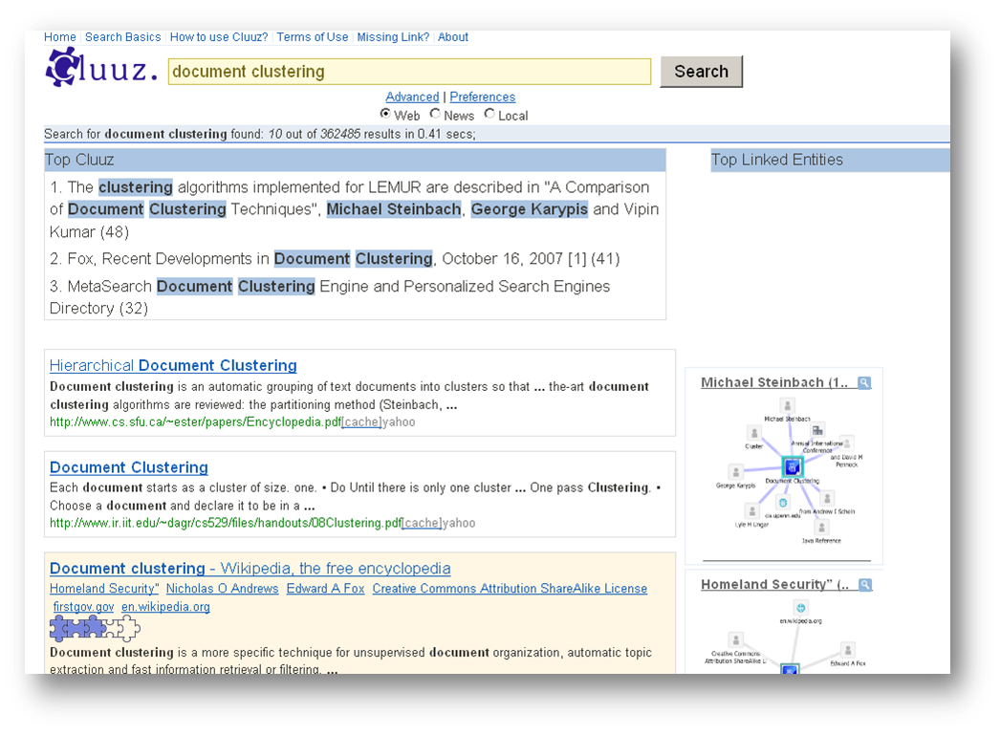 Home | Search Basics | How to use Cluuz? | Terms of Use | Missing Link? | About
Cluuz.
document clustering
Search
Advanced | Preferences
Web News Local
Search for document clustering found: 10 out of 362485 results in 0.41 secs;
Top Cluuz
1. The clustering algorithms implemented for LEMUR are described in "A Comparison
of Document Clustering Techniques", Michael Steinbach, George Karypis and Vipin
Kumar (48)
2. Fox, Recent Developments in Document Clustering, October 16, 2007 [1] (41)
3. MetaSearch Document Clustering Engine and Personalized Search Engines
Directory (32)
Top Linked Entities
Hierarchical Document Clustering
Document clustering is an automatic grouping of text documents into clusters so that ... the-art document
clustering algorithms are reviewed: the partitioning method (Steinbach, ...
http://www.cs.sfu.ca/~ester/papers/Encyclopedia.pdf[cache]yahoo
Document Clustering
Each document starts as a cluster of size. one. • Do Until there is only one cluster ... One pass Clustering. •
Choose a document and declare it to be in a ...
http://www.ir.iit.edu/~dagr/cs529/files/handouts/08Clustering.pdf[cache]yahoo
Document clustering - Wikipedia, the free encyclopedia
Homeland Security" Nicholas O Andrews Edward A Fox Creative Commons Attribution ShareAlike License
firstgov.gov en.wikipedia.org
Document clustering is a more specific technique for unsupervised document organization, automatic topic
extraction and fast information retrieval or filtering. ...
Michael Steinbach (1..
Michael Steinbach
Cluster
Annual International
Conference
and David M
Pennock
George Karypis
Document Clustering
cis.upenn.edu
from Andrew I Schein
Lyle H Ungar
Java Reference
Homeland Security" (..
en.wikipedia.org
Creative Commons
Attribution ShareAlike L
Edward A Fox